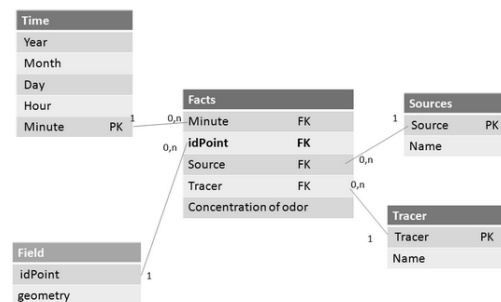 Time
Year
Month
Day
Hour
Minute PK
1
0,n
0,n
Facts
Minute FK
idPoint FK
Source FK
Tracer FK
Concentration of odor
Sources
Source PK
Name
1
0,n
0,n
Tracer
Tracer PK
Name
1
Field
idPoint
geometry
1